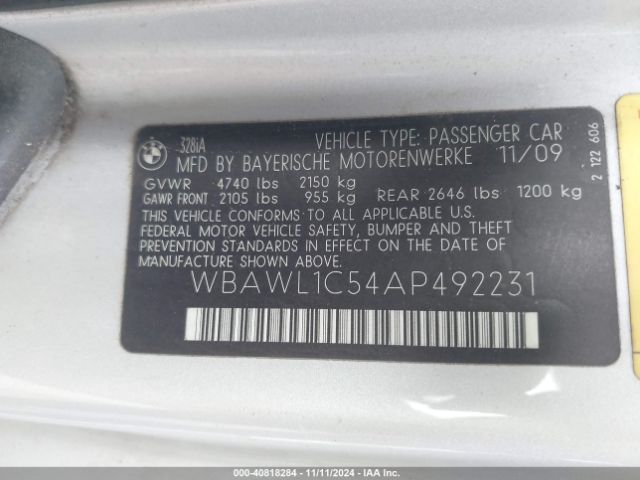 328iA
VEHICLE TYPE: PASSENGER CAR
MFD BY BAYERISCHE MOTORENWERKE 11/09
GVWR 4740 lbs 2150 kg
GAWR FRONT 2105 lbs 955 kg REAR 2646 lbs 1200 kg
THIS VEHICLE CONFORMS TO ALL APPLICABLE U.S.
FEDERAL MOTOR VEHICLE SAFETY, BUMPER AND THEFT
PREVENTION STANDARDS IN EFFECT ON THE DATE OF
MANUFACTURE SHOWN ABOVE.
WBAWL1C54AP492231
2 122 606
000-40818284 - 11/11/2024 - IAAI.com